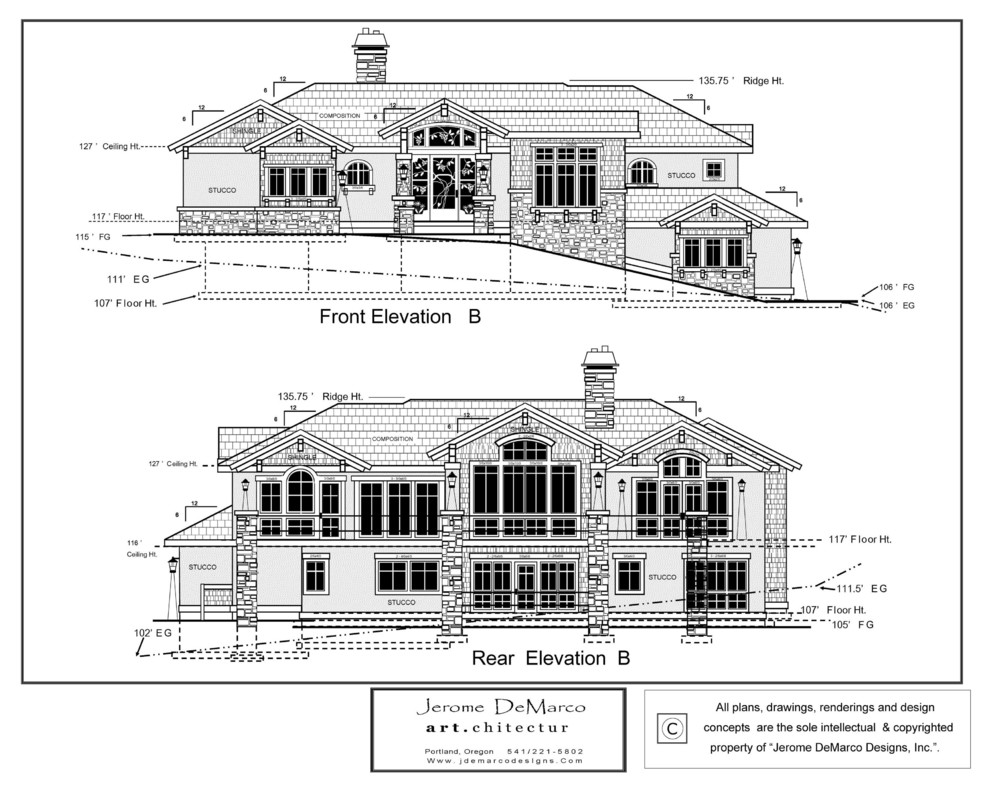 135.75 '  Ridge Ht.
12
6
12
6
12
6
12
6
COMPOSITION
SHINGLE
127 ' Ceiling Ht.
STUCCO
STUCCO
12
6
117 ' Floor Ht.
115 ' FG
111' EG
107' Floor Ht.
106 ' FG
106 ' EG
Front Elevation B
135.75 ' Ridge Ht.
12
6
12
6
12
6
COMPOSITION
SHINGLE
SHINGLE
127 ' Ceiling Ht.
12
6
116 '
Ceiling Ht.
117' Floor Ht.
STUCCO
STUCCO
STUCCO
111.5' EG
107' Floor Ht.
105' FG
102' EG
Rear Elevation B
Jerome DeMarco
art.chitectur
Portland, Oregon 541/221-5802
Www.jdemarcodesigns.Com
C
All plans, drawings, renderings and design
concepts are the sole intellectual & copyrighted
property of “Jerome DeMarco Designs, Inc.”.